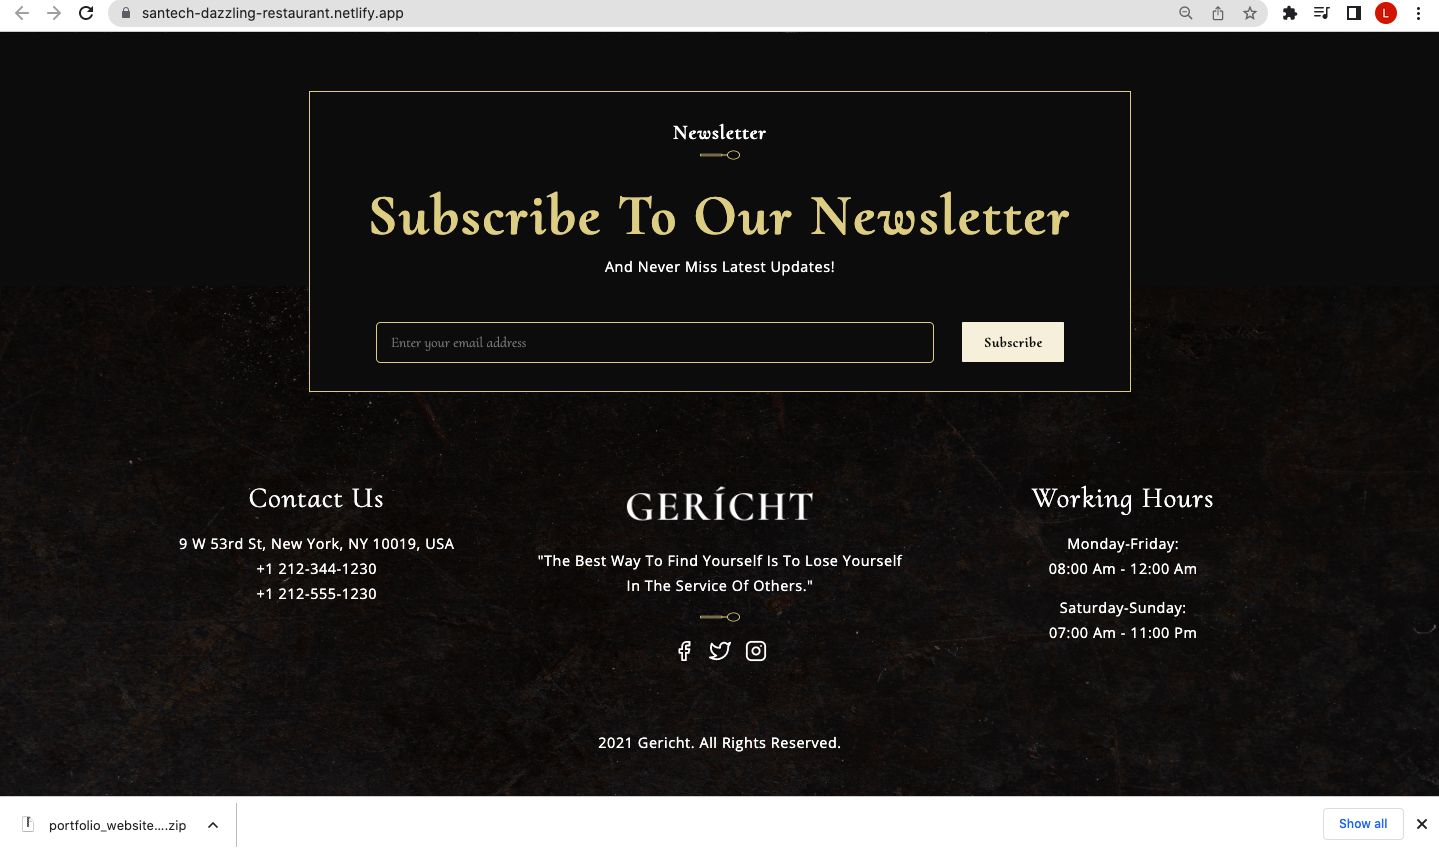 santech-dazzling-restaurant.netlify.app
L
Newsletter
Subscribe To Our Newsletter
And Never Miss Latest Updates!
Enter your email address
Subscribe
Contact Us
9 W 53rd St, New York, NY 10019, USA
+1 212-344-1230
+1 212-555-1230
GERÍCHT
"The Best Way To Find Yourself Is To Lose Yourself
In The Service Of Others."
Working Hours
Monday-Friday:
08:00 Am - 12:00 Am
Saturday-Sunday:
07:00 Am - 11:00 Pm
2021 Gericht. All Rights Reserved.
portfolio_website....zip
Show all